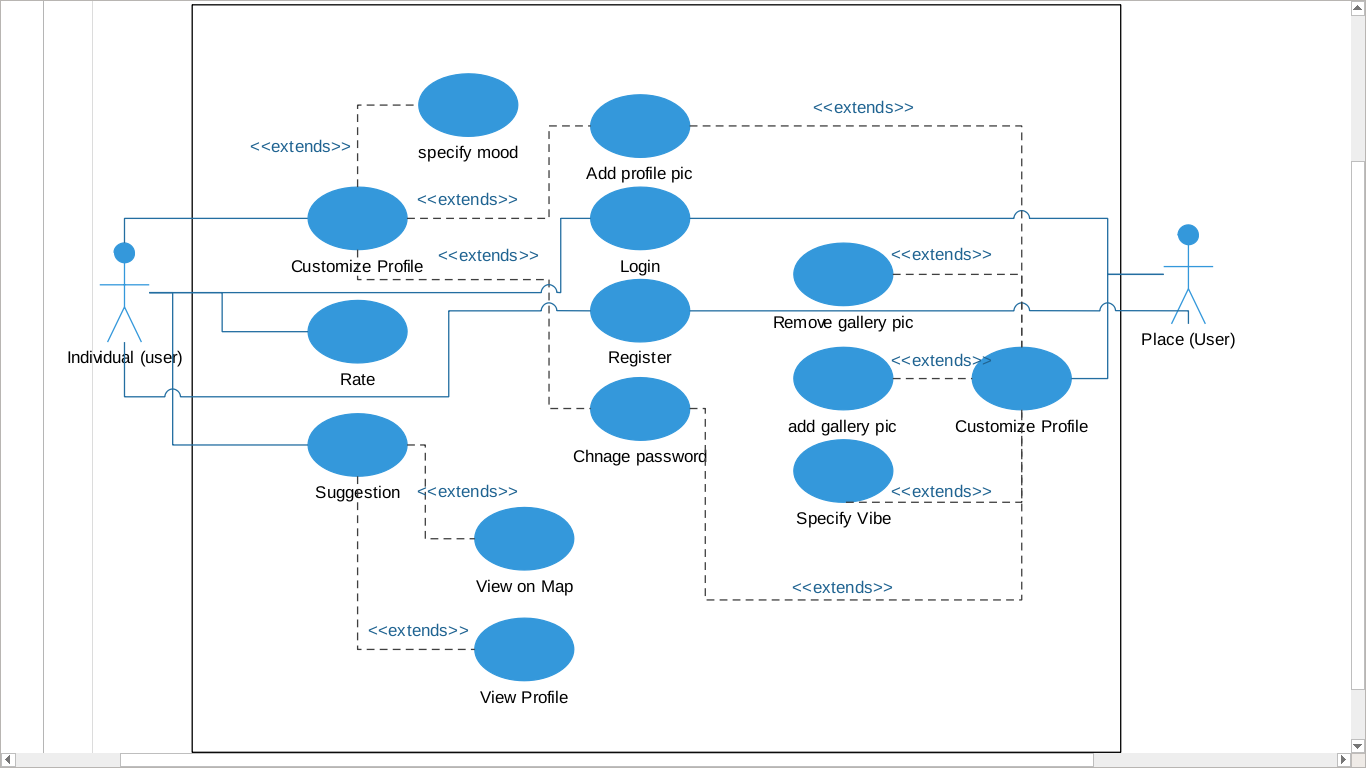 <<extends>>
<<extends>>
specify mood
Add profile pic
<<extends>>
<<extends>>
<<extends>>
Customize Profile
Login
Remove gallery pic
Place (User)
Individual (user)
Register
<<extends>>
Rate
add gallery pic
Customize Profile
Chnage password
Suggestion
<<extends>>
<<extends>>
Specify Vibe
View on Map
<<extends>>
<<extends>>
View Profile